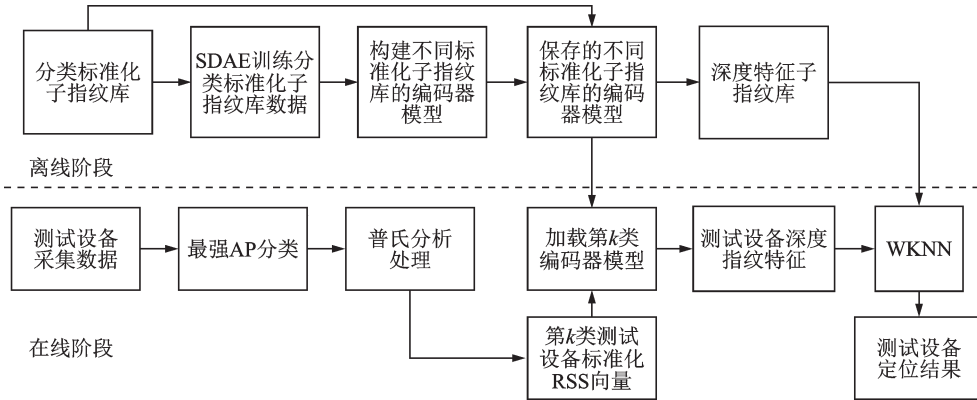 分类标准化
子指纹库
SDAE训练分
类标准化子
指纹库数据
构建不同标
准化子指纹
库的编码器
模型
保存的不同
标准化子指
纹库的编码
器模型
深度特征子
指纹库
离线阶段
测试设备
采集数据
最强AP分类
普氏分析
处理
加载第k类
编码器模型
测试设备深度
指纹特征
WKNN
在线阶段
第k类测试
设备标准化
RSS向量
测试设备
定位结果